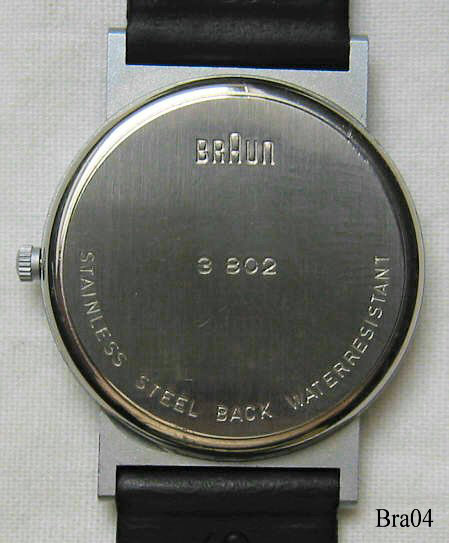 BRAUN
3 802
STAINLESS STEEL BACK WATERRESISTANT
Bra04